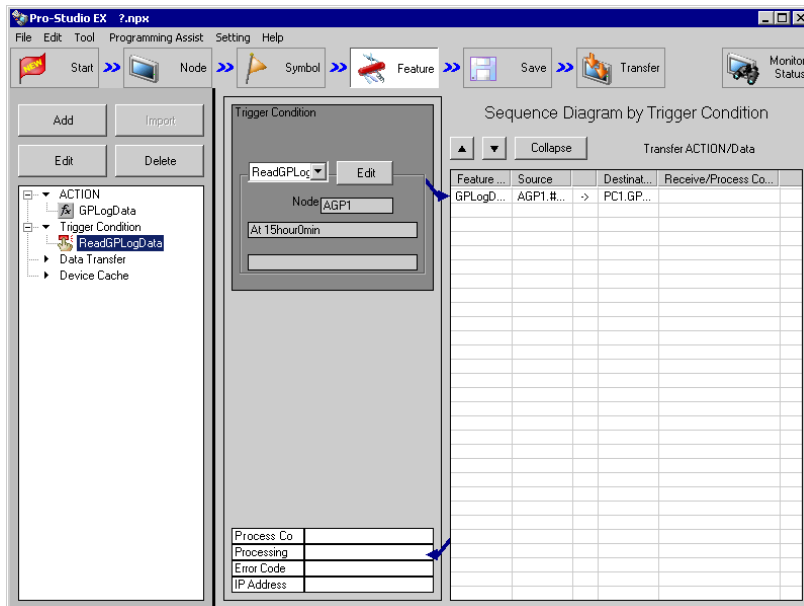 Pro-Studio EX ?.npx
File Edit Tool Programming Assist Setting Help
NEW Start Node Symbol Feature Save Transfer Monitor Status
Add Import
Edit Delete
ACTION
fx GPLogData
Trigger Condition
ReadGPLogData
Data Transfer
Device Cache
Trigger Condition
ReadGPLog Edit
Node AGP1
At 15hour0min
Process Co
Processing
Error Code
IP Address
Sequence Diagram by Trigger Condition
Collapse Transfer ACTION/Data
Feature ... Source Destinat... Receive/Process Co...
GPLogD... AGP1.#... -> PC1.GP...